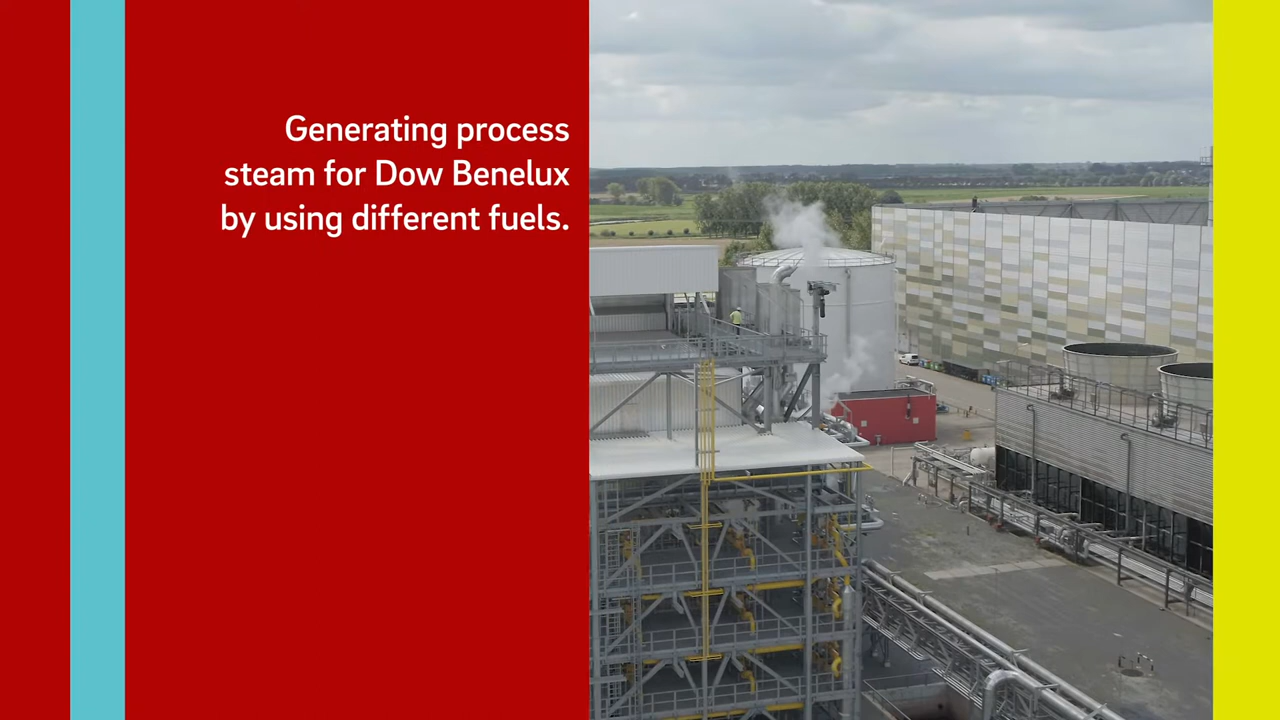 Generating process
steam for Dow Benelux
by using different fuels.